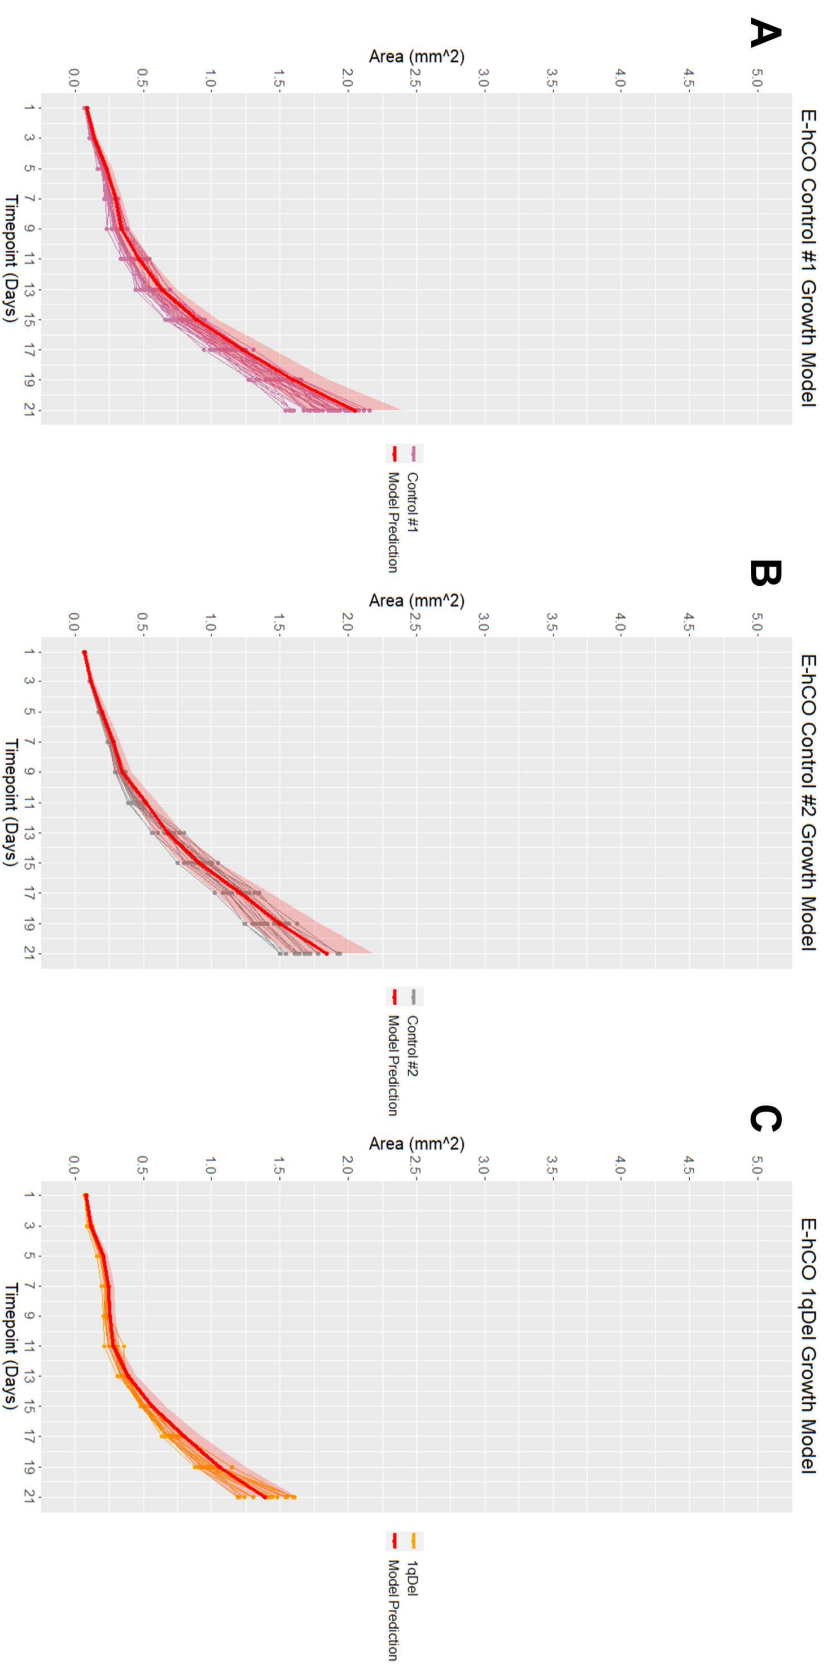 A
E-hCO Control #1 Growth Model
Area (mm^2)
5.0
4.5
4.0
3.5
3.0
2.5
2.0
1.5
1.0
0.5
0.0
1 3 5 7 9 11 13 15 17 19 21
Timepoint (Days)
Control #1
Model Prediction
B
E-hCO Control #2 Growth Model
Area (mm^2)
5.0
4.5
4.0
3.5
3.0
2.5
2.0
1.5
1.0
0.5
0.0
1 3 5 7 9 11 13 15 17 19 21
Timepoint (Days)
Control #2
Model Prediction
C
E-hCO 1qDel Growth Model
Area (mm^2)
5.0
4.5
4.0
3.5
3.0
2.5
2.0
1.5
1.0
0.5
0.0
1 3 5 7 9 11 13 15 17 19 21
Timepoint (Days)
1qDel
Model Prediction